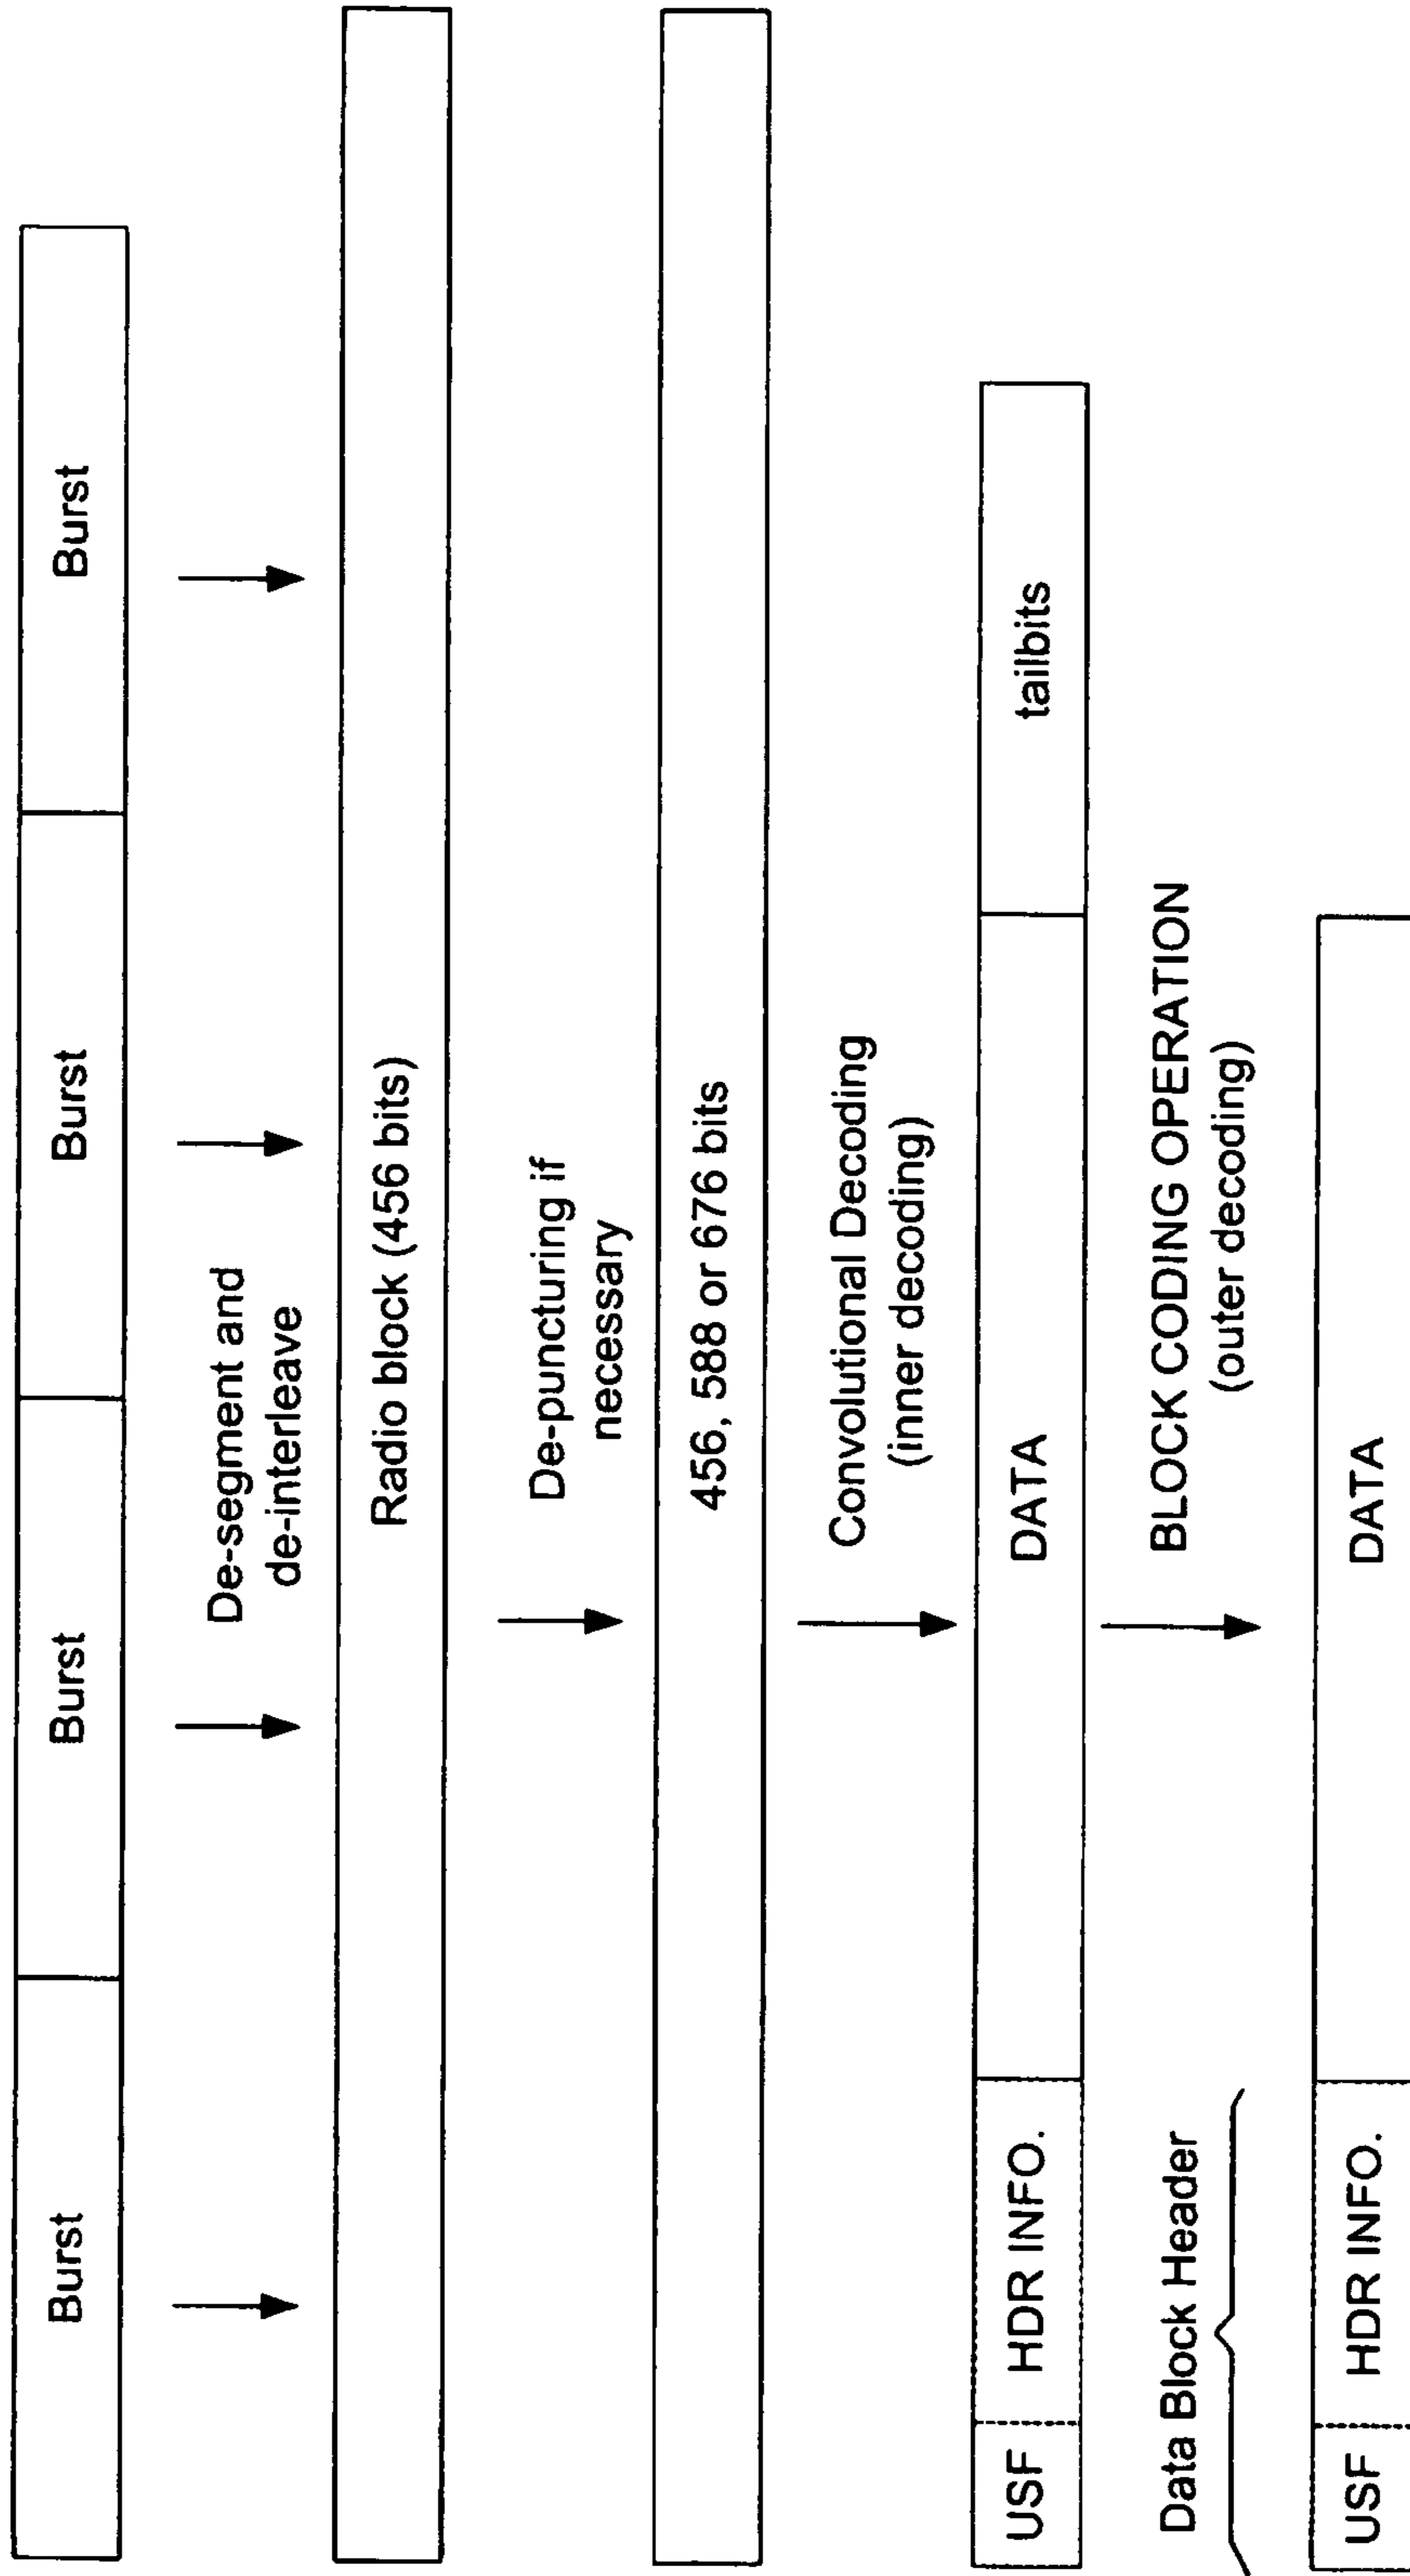 Burst Burst Burst Burst
De-segment and
de-interleave
Radio block (456 bits)
De-puncturing if
necessary
456, 588 or 676 bits
Convolutional Decoding
(inner decoding)
USF HDR INFO. DATA tailbits
Data Block Header
BLOCK CODING OPERATION
(outer decoding)
USF HDR INFO. DATA